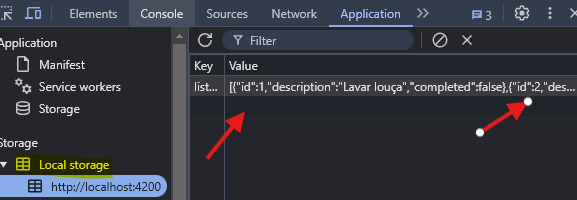 Elements Console Sources Network Application 3
Application
Filter
Manifest
Key Value
Service workers
list... [{"id":1,"description":"Lavar louça","completed":false},{"id":2,"des...
Storage
Storage
Local storage
http://localhost:4200